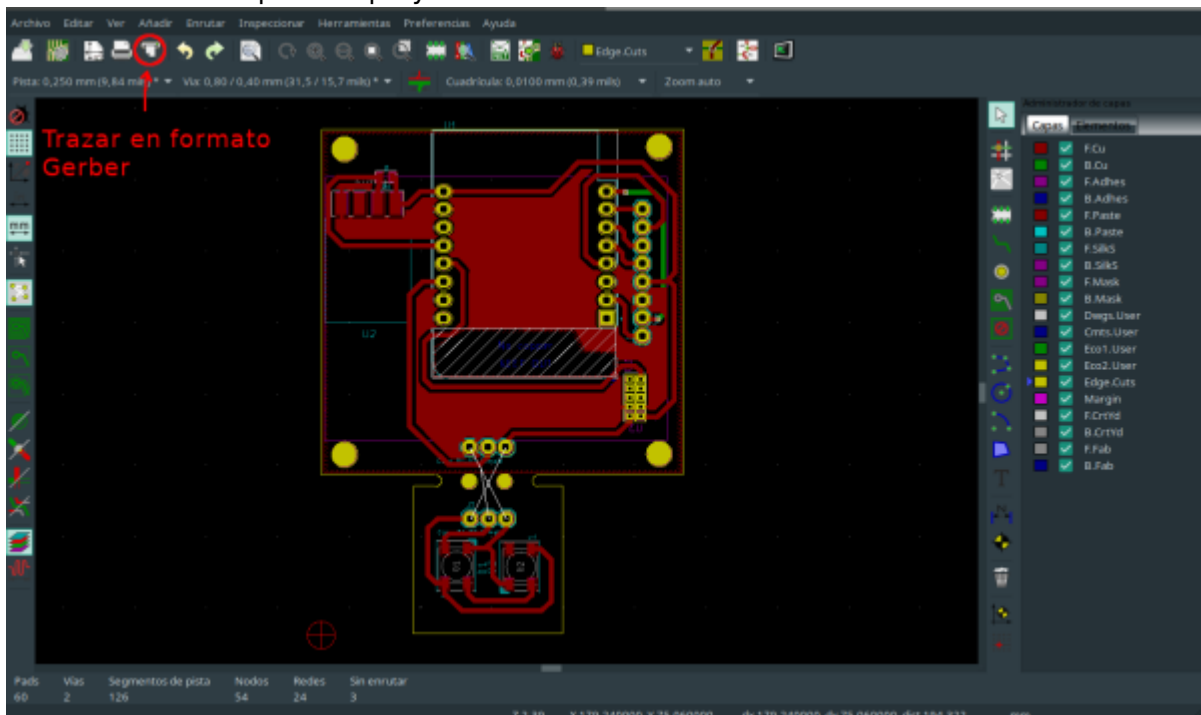 Archivo Editar Ver Añadir Enrutar Inspeccionar Herramientas Preferencias Ayuda
Edge.Cuts
Pista: 0,250 mm (9,84 mils) * Vía: 0,80 / 0,40 mm (31,5 / 15,7 mils) * Cuadrícula: 0,0100 mm (0,39 mils) Zoom auto
Administrador de capas
Capas Elementos
Trazar en formato
Gerber
U1
U2
F.Cu
B.Cu
F.Adhes
B.Adhes
F.Paste
B.Paste
F.SilkS
B.SilkS
F.Mask
B.Mask
Dwgs.User
Cmts.User
Eco1.User
Eco2.User
Edge.Cuts
Margin
F.CrtYd
B.CrtYd
F.Fab
B.Fab
Pads Vías Segmentos de pista Nodos Redes Sin enrutar
60 2 126 54 24 3